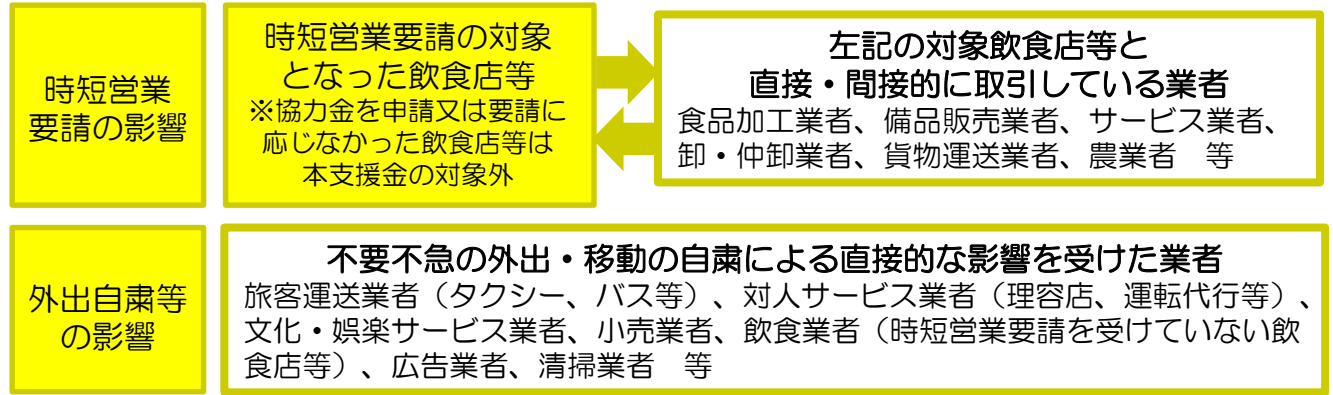 時短営業
要請の影響
時短営業要請の対象
となった飲食店等
※協力金を申請又は要請に
応じなかった飲食店等は
本支援金の対象外
左記の対象飲食店等と
直接・間接的に取引している業者
食品加工業者、備品販売業者、サービス業者、
卸・仲卸業者、貨物運送業者、農業者　等
外出自粛等
の影響
不要不急の外出・移動の自粛による直接的な影響を受けた業者
旅客運送業者（タクシー、バス等）、対人サービス業者（理容店、運転代行等）、
文化・娯楽サービス業者、小売業者、飲食業者（時短営業要請を受けていない飲
食店等）、広告業者、清掃業者　等